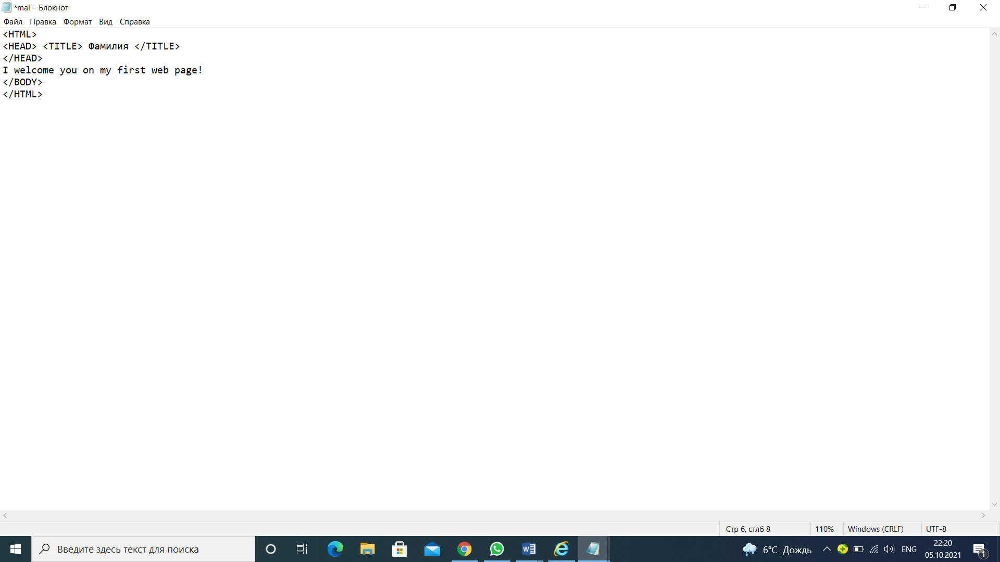 *mal – Блокнот
Файл Правка Формат Вид Справка
<HTML>
<HEAD> <TITLE> Фамилия </TITLE>
</HEAD>
I welcome you on my first web page!
</BODY>
</HTML>
Стр 6, стлб 8 110% Windows (CRLF) UTF-8
Введите здесь текст для поиска
6°C Дождь ENG
22:20
05.10.2021
1